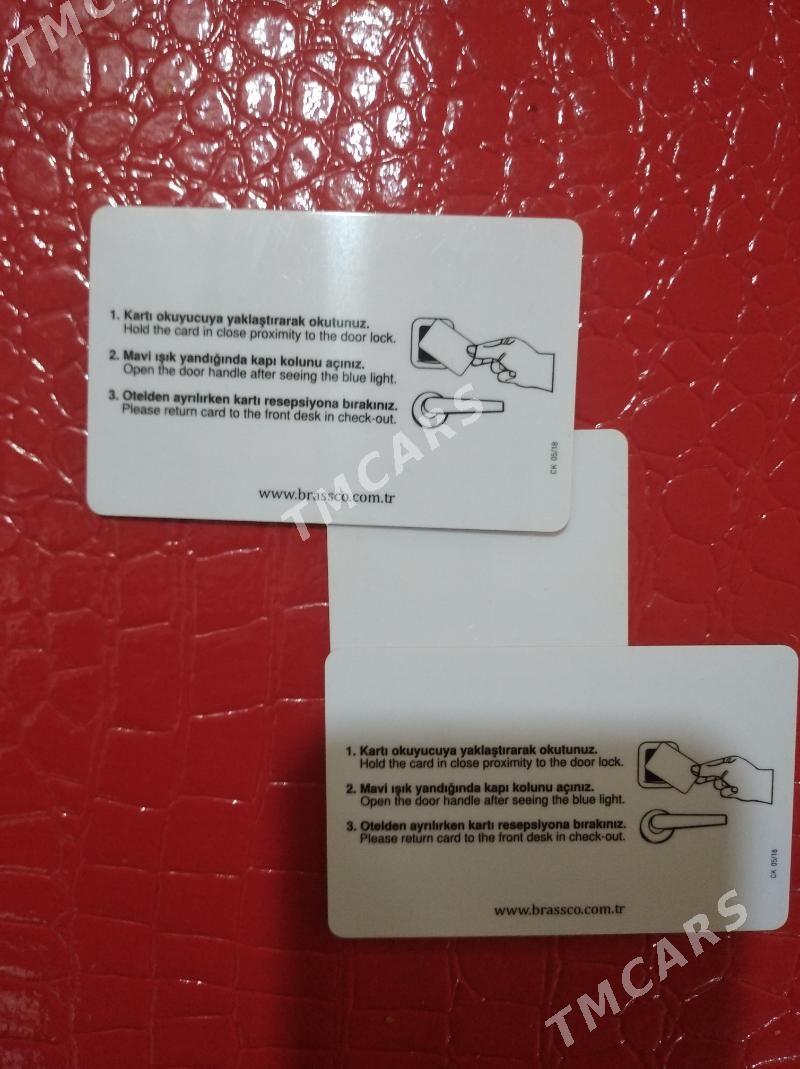 TMCARS
1. Kartı okuyucuya yaklaştırarak okutunuz.
Hold the card in close proximity to the door lock.
2. Mavi ışık yandığında kapı kolunu açınız.
Open the door handle after seeing the blue light.
3. Otelden ayrılırken kartı resepsiyona bırakınız.
Please return card to the front desk in check-out.
CK 05/18
www.brassco.com.tr
TMCARS
1. Kartı okuyucuya yaklaştırarak okutunuz.
Hold the card in close proximity to the door lock.
2. Mavi ışık yandığında kapı kolunu açınız.
Open the door handle after seeing the blue light.
3. Otelden ayrılırken kartı resepsiyona bırakınız.
Please return card to the front desk in check-out.
CK 05/18
www.brassco.com.tr
TMCARS